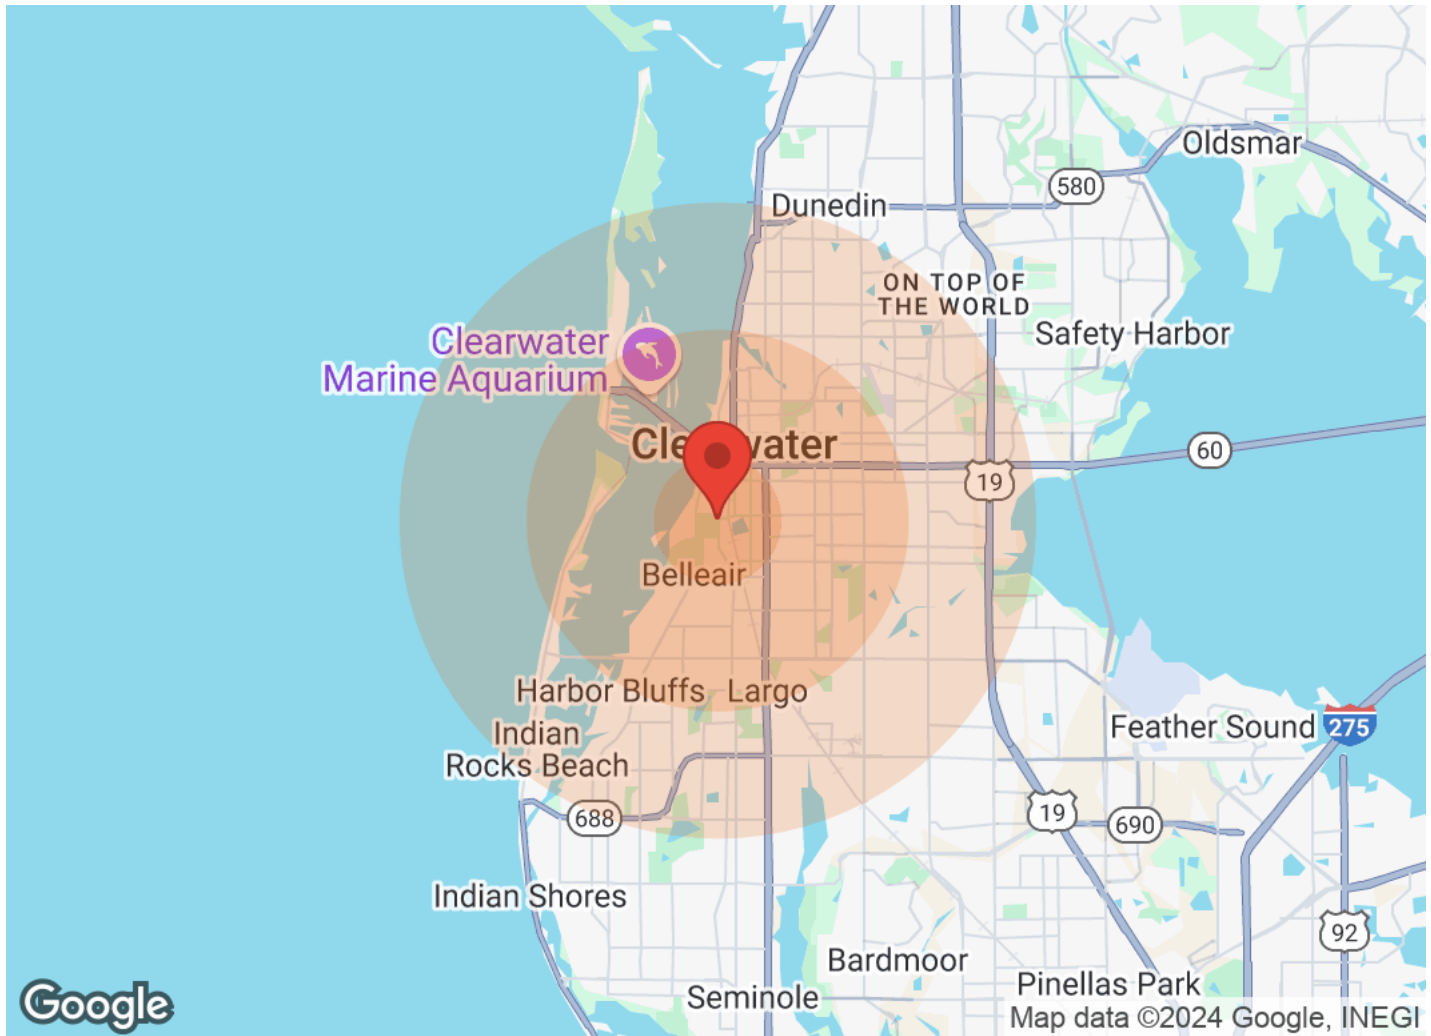 Oldsmar
580
Dunedin
ON TOP OF
THE WORLD
Safety Harbor
Clearwater
Marine Aquarium
Cle water
60
19
Belleair
Harbor Bluffs
Largo
Indian
Rocks Beach
Feather Sound
275
688
19
690
Indian Shores
92
Bardmoor
Pinellas Park
Seminole
Google
Map data ©2024 Google, INEGI